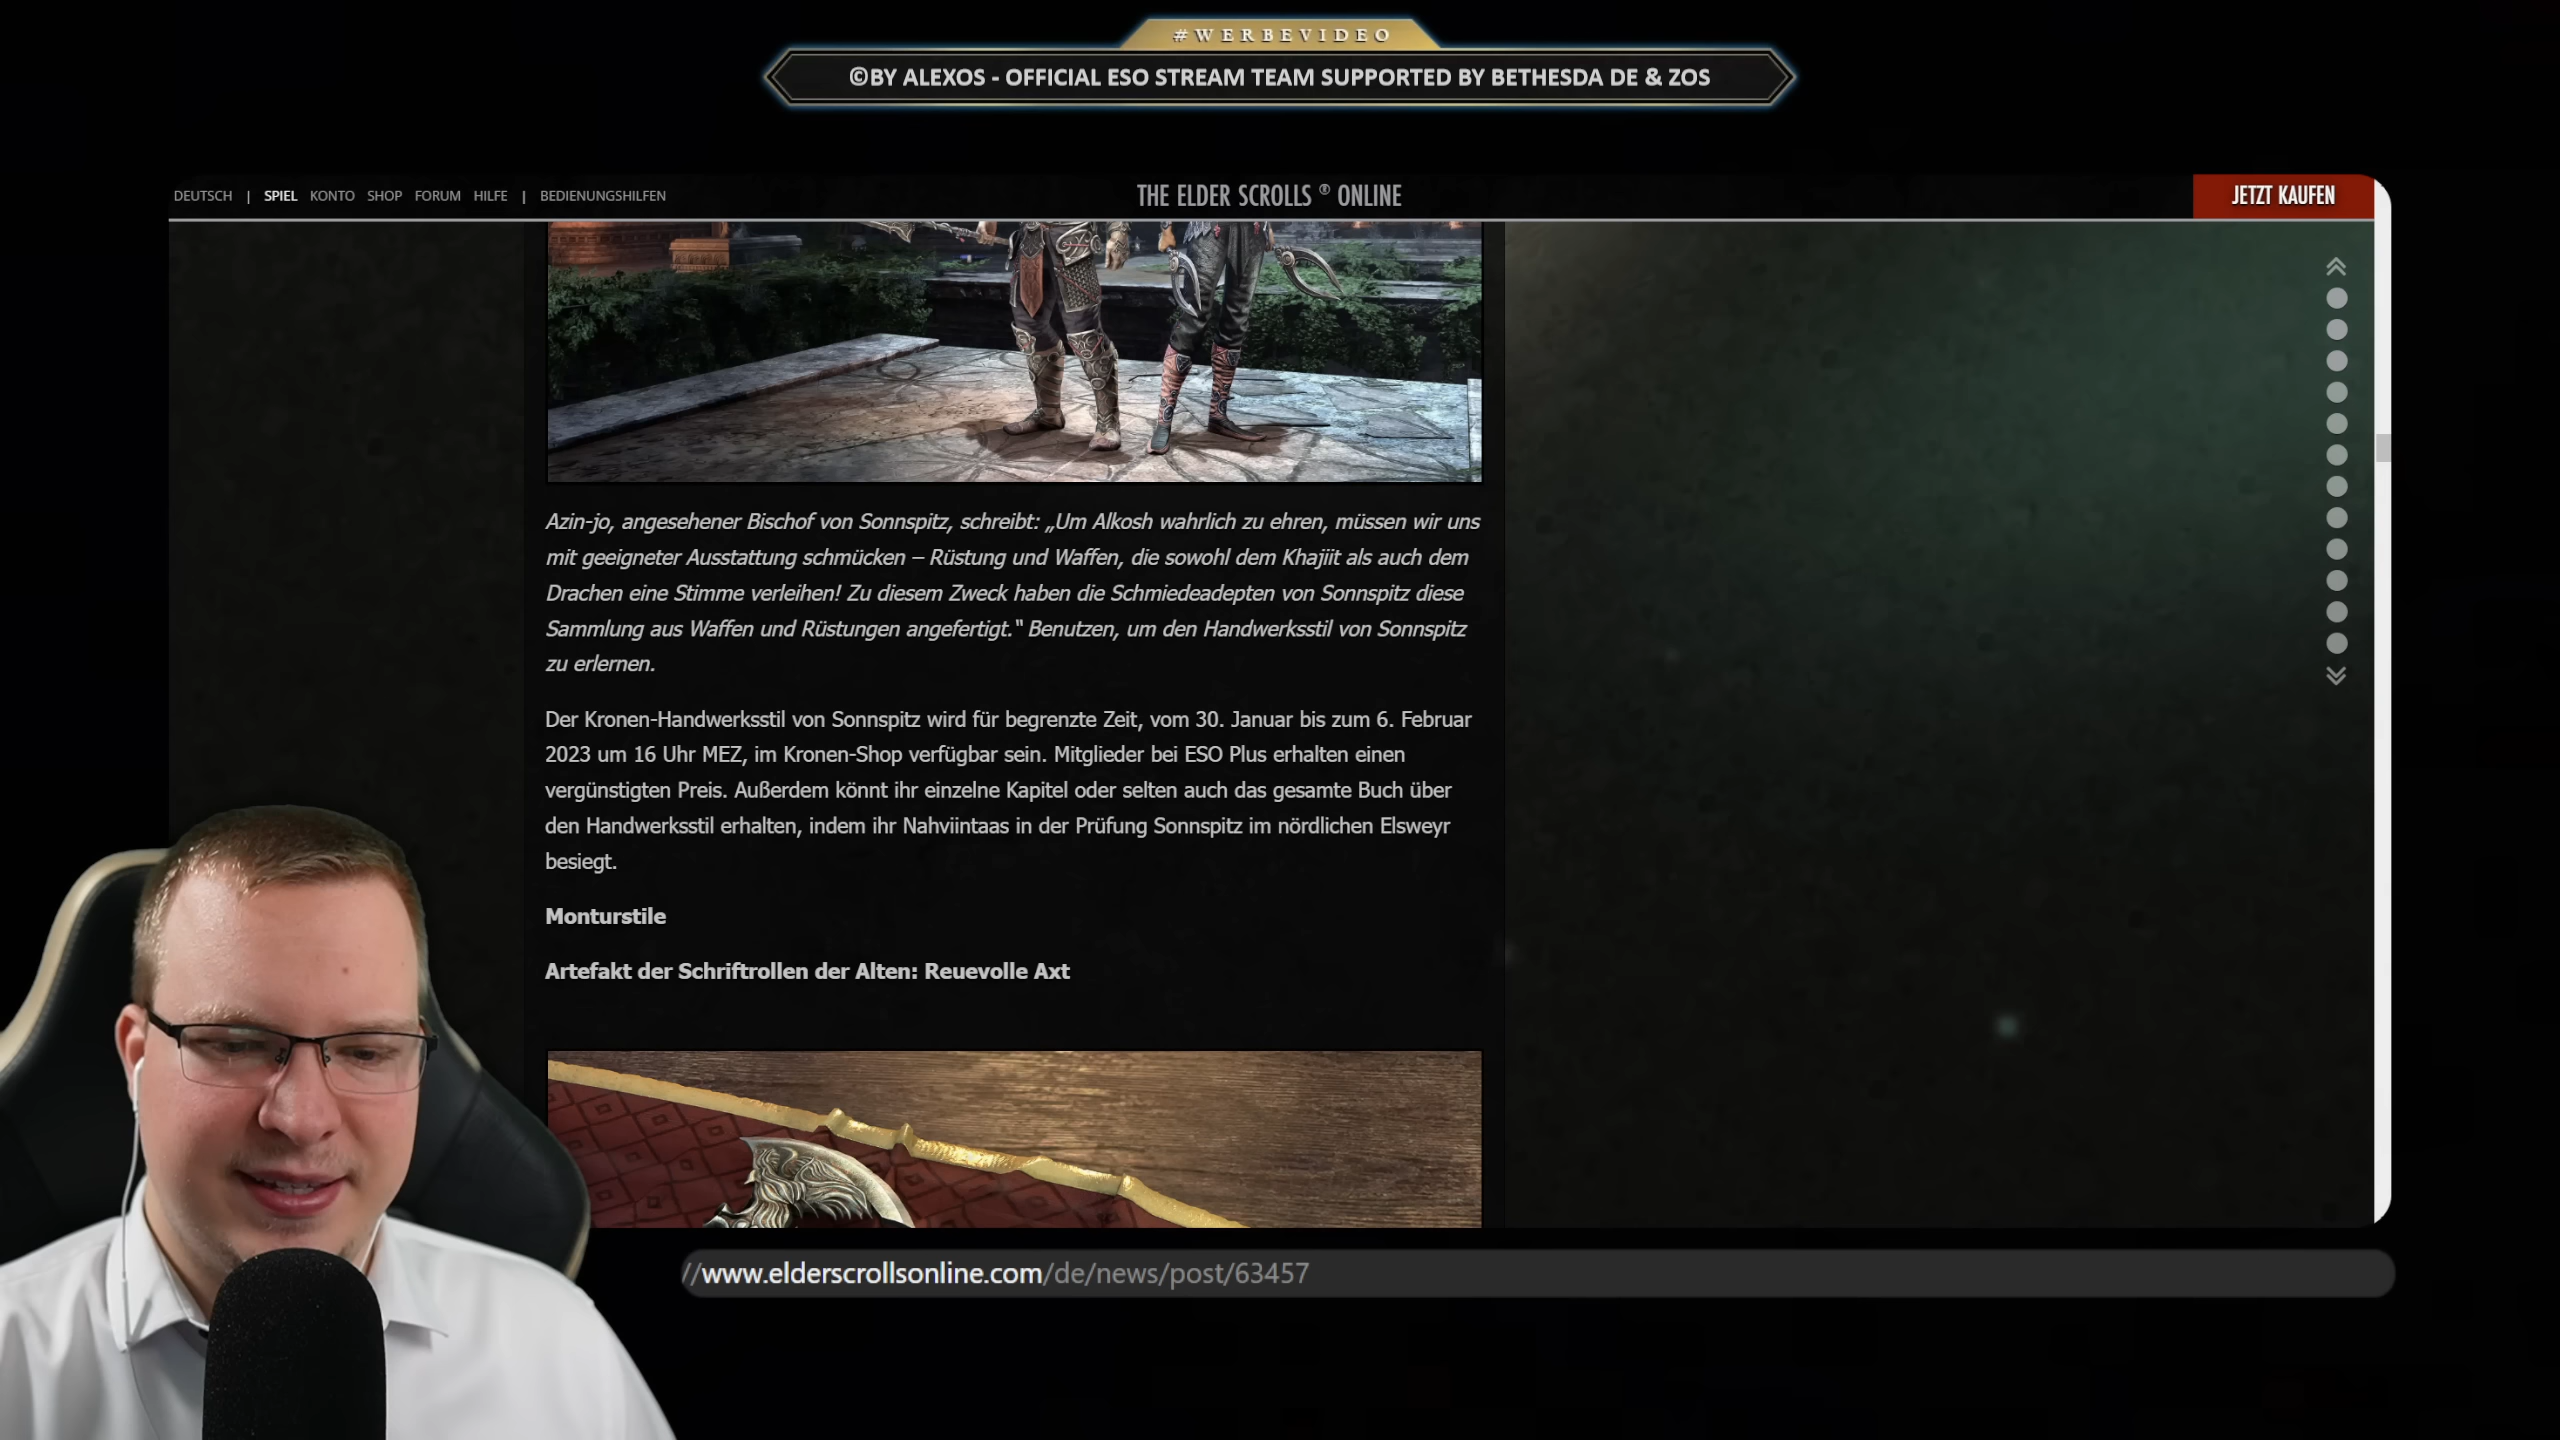 #WERBEVIDEO
©BY ALEXOS - OFFICIAL ESO STREAM TEAM SUPPORTED BY BETHESDA DE & ZOS
DEUTSCH | SPIEL KONTO SHOP FORUM HILFE | BEDIENUNGSHILFEN
THE ELDER SCROLLS ® ONLINE
JETZT KAUFEN
Azin-jo, angesehener Bischof von Sonnspitz, schreibt: „Um Alkosh wahrlich zu ehren, müssen wir uns
mit geeigneter Ausstattung schmücken – Rüstung und Waffen, die sowohl dem Khajiit als auch dem
Drachen eine Stimme verleihen! Zu diesem Zweck haben die Schmiedeadepten von Sonnspitz diese
Sammlung aus Waffen und Rüstungen angefertigt.“ Benutzen, um den Handwerksstil von Sonnspitz
zu erlernen.
Der Kronen-Handwerksstil von Sonnspitz wird für begrenzte Zeit, vom 30. Januar bis zum 6. Februar
2023 um 16 Uhr MEZ, im Kronen-Shop verfügbar sein. Mitglieder bei ESO Plus erhalten einen
vergünstigten Preis. Außerdem könnt ihr einzelne Kapitel oder selten auch das gesamte Buch über
den Handwerksstil erhalten, indem ihr Nahviintaas in der Prüfung Sonnspitz im nördlichen Elsweyr
besiegt.
Monturstile
Artefakt der Schriftrollen der Alten: Reuevolle Axt
//www.elderscrollsonline.com/de/news/post/63457